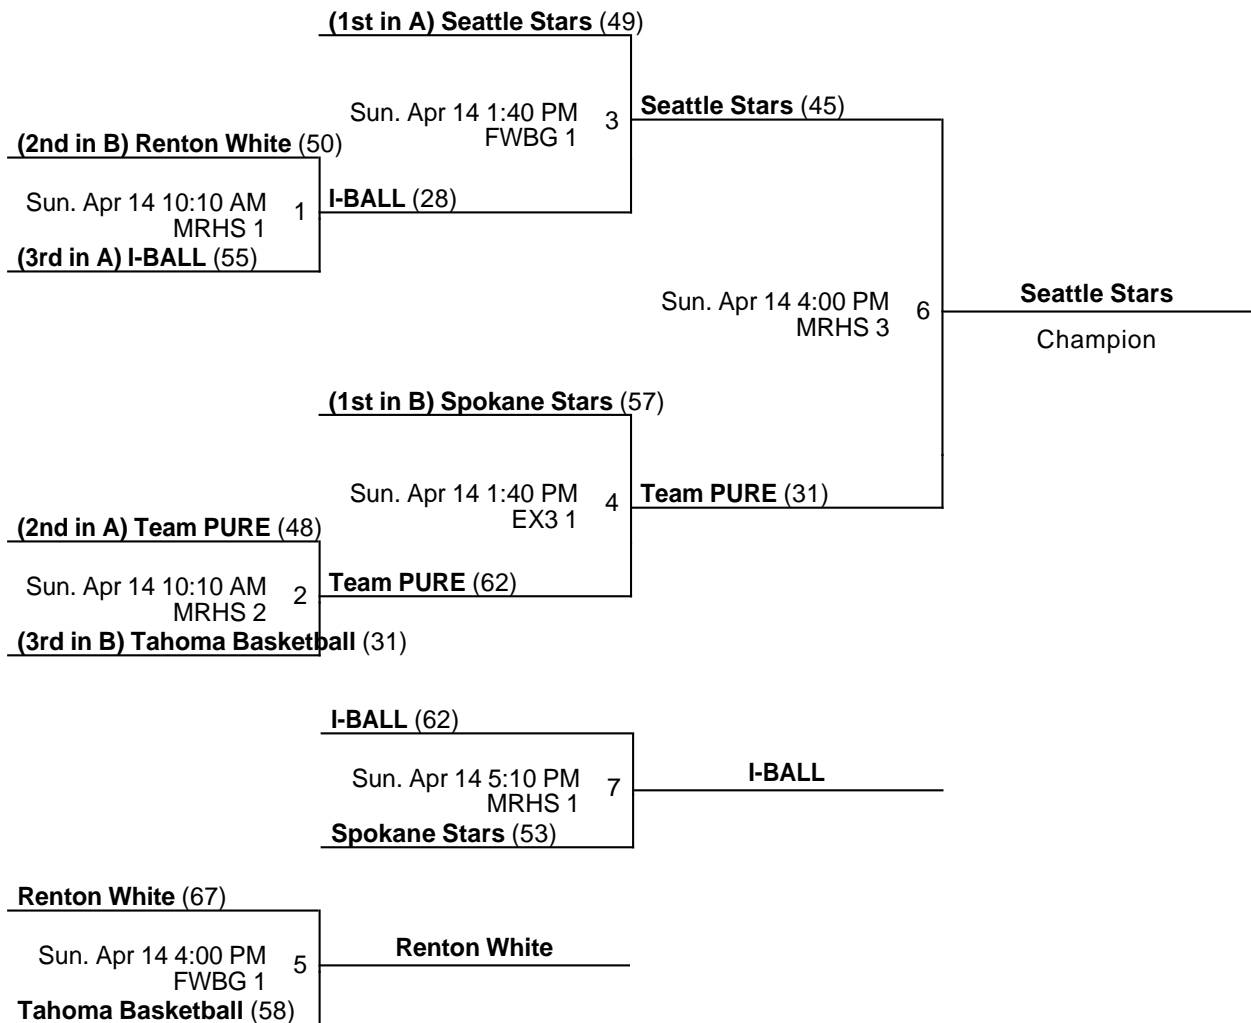 (1st in A) Seattle Stars (49)
Sun. Apr 14 1:40 PM
FWBG 1
3
Seattle Stars (45)
(2nd in B) Renton White (50)
Sun. Apr 14 10:10 AM
MRHS 1
1
I-BALL (28)
(3rd in A) I-BALL (55)
Sun. Apr 14 4:00 PM
MRHS 3
6
Seattle Stars
Champion
(1st in B) Spokane Stars (57)
Sun. Apr 14 1:40 PM
EX3 1
4
Team PURE (31)
(2nd in A) Team PURE (48)
Sun. Apr 14 10:10 AM
MRHS 2
2
Team PURE (62)
(3rd in B) Tahoma Basketball (31)
I-BALL (62)
Sun. Apr 14 5:10 PM
MRHS 1
7
I-BALL
Spokane Stars (53)
Renton White (67)
Sun. Apr 14 4:00 PM
FWBG 1
5
Renton White
Tahoma Basketball (58)